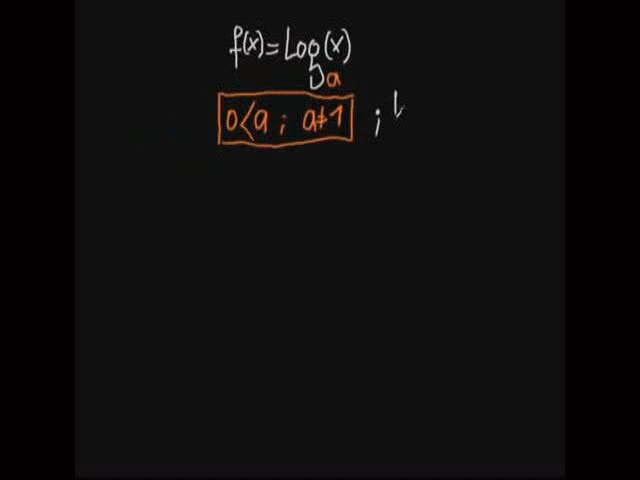 f(x)=Log(x)
a
0<a ; a≠1 ;